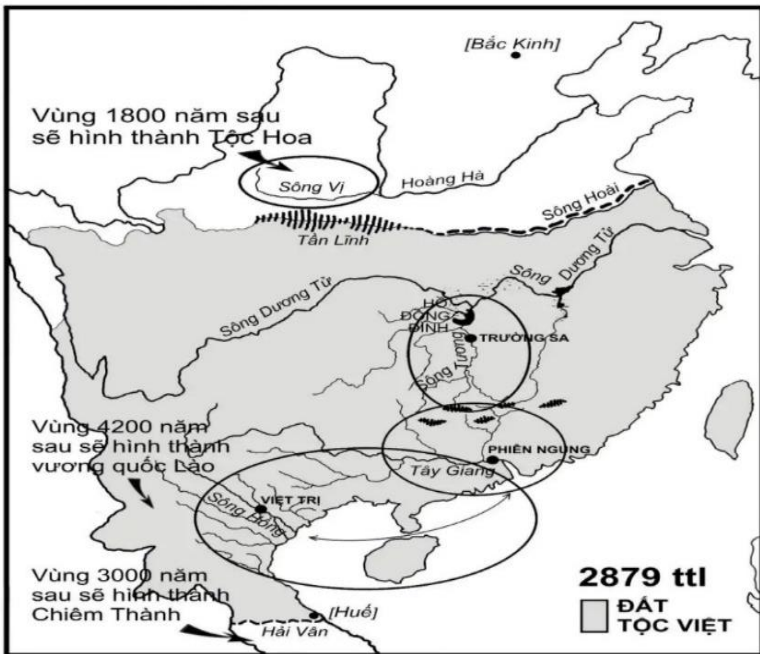 [Bắc Kinh]
Vùng 1800 năm sau
sẽ hình thành Tộc Hoa
Sông Vị
Hoàng Hà
Sông Hoài
Tần Lĩnh
Sông Dương Tử
Sông Dương Tử
HỒ
ĐỘNG
ĐÌNH
TRƯỜNG SA
Sông Tương
Vùng 4200 năm
sau sẽ hình thành
vương quốc Lào
PHIÊN NGUNG
Tây Giang
VIỆT TRỊ
Sông Hồng
Vùng 3000 năm
sau sẽ hình thành
Chiêm Thành
[Huế]
Hải Vân
2879 ttl
ĐẤT
TỘC VIỆT